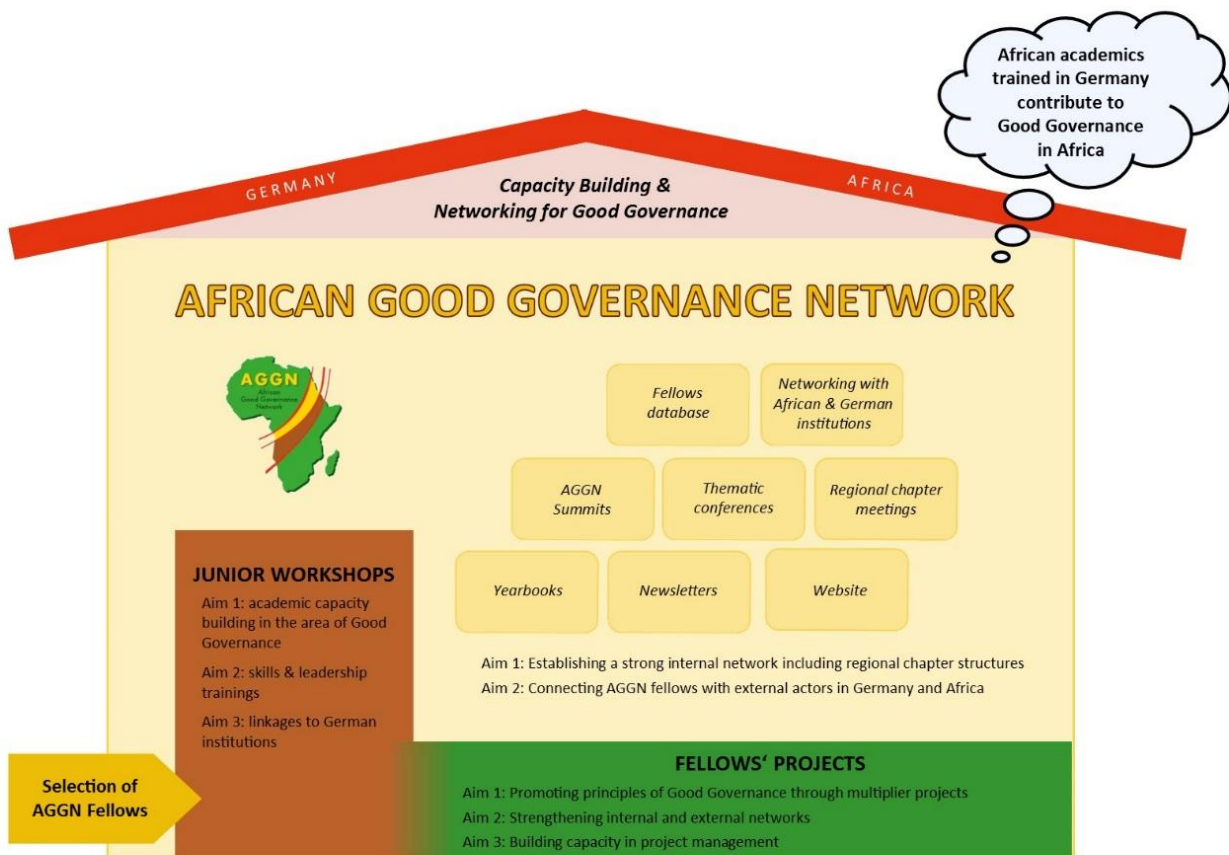 African academics
trained in Germany
contribute to
Good Governance
in Africa
GERMANY
AFRICA
Capacity Building &
Networking for Good Governance
AFRICAN GOOD GOVERNANCE NETWORK
AGGN
African
Good Governance
Network
Fellows
database
Networking with
African & German
institutions
AGGN
Summits
Thematic
conferences
Regional chapter
meetings
Yearbooks
Newsletters
Website
Aim 1: Establishing a strong internal network including regional chapter structures
Aim 2: Connecting AGGN fellows with external actors in Germany and Africa
JUNIOR WORKSHOPS
Aim 1: academic capacity
building in the area of Good
Governance
Aim 2: skills & leadership
trainings
Aim 3: linkages to German
institutions
Selection of
AGGN Fellows
FELLOWS‘ PROJECTS
Aim 1: Promoting principles of Good Governance through multiplier projects
Aim 2: Strengthening internal and external networks
Aim 3: Building capacity in project management